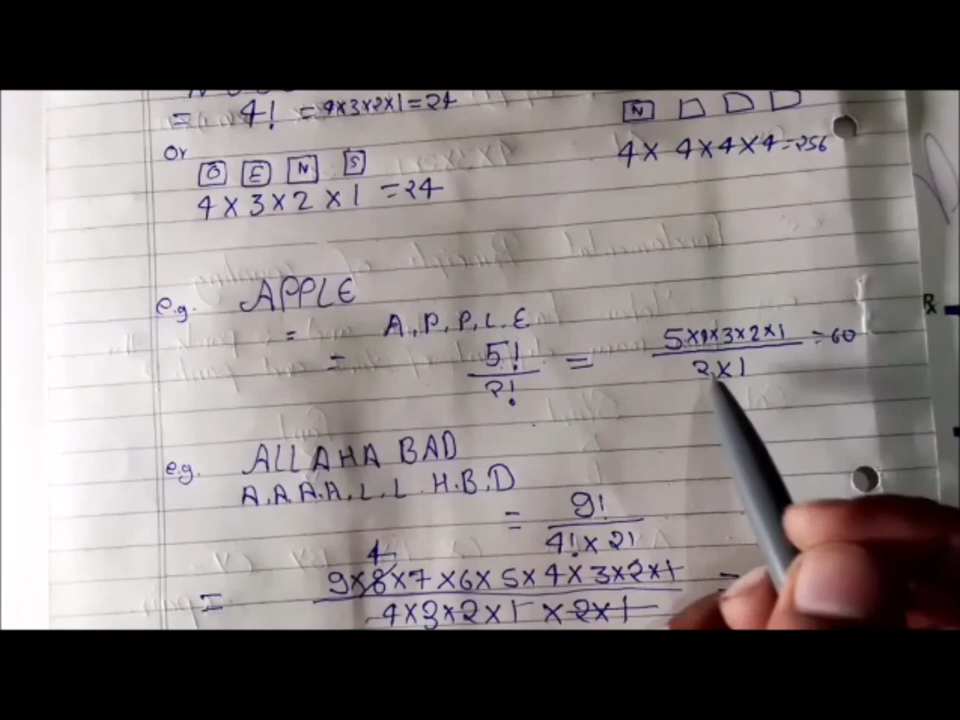 = 4! = 4×3×2×1=24
N
4× 4×4×4=256
Or
O E N S
4×3×2×1 =24
e.g. APPLE
= A,P,P,L,E
= 5!/2! = 5×4×3×2×1/2×1 =60
e.g. ALLAHABAD
A,A,A,A,L,L H,B,D
= 9!/4!×2!
4
= 9×8×7×6×5×4×3×2×1/4×3×2×1×2×1 =